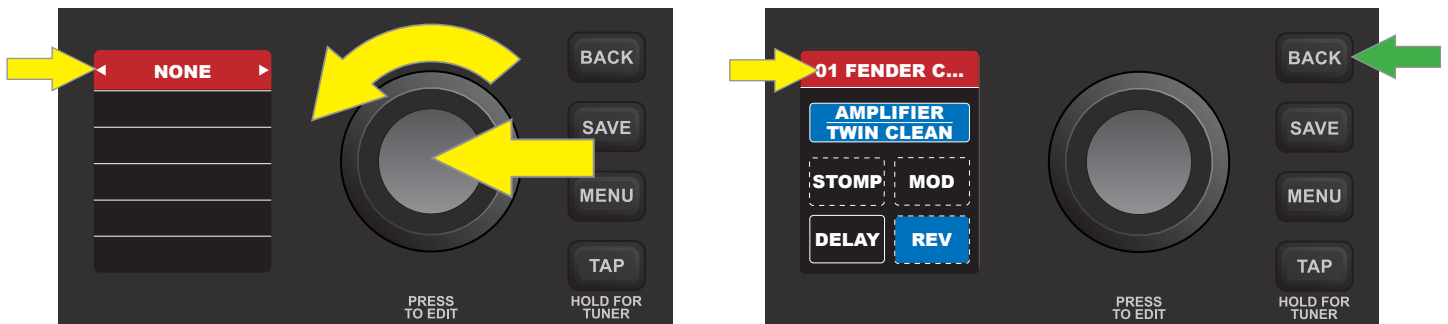 NONE
BACK
SAVE
MENU
TAP
PRESS
TO EDIT
HOLD FOR
TUNER
01 FENDER C...
AMPLIFIER
TWIN CLEAN
STOMP MOD
DELAY REV
BACK
SAVE
MENU
TAP
PRESS
TO EDIT
HOLD FOR
TUNER